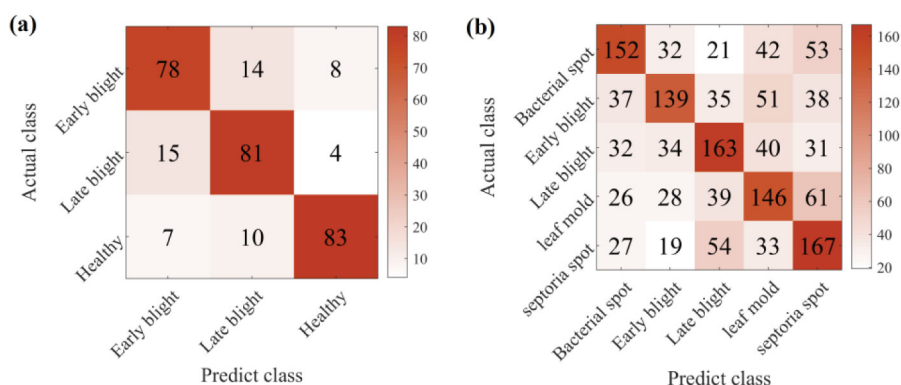 (a)
Actual class
Early blight
Late blight
Healthy
78 14 8
15 81 4
7 10 83
Early blight Late blight Healthy
Predict class
80
70
60
50
40
30
20
10
(b)
Actual class
Bacterial spot
Early blight
Late blight
leaf mold
septoria spot
152 32 21 42 53
37 139 35 51 38
32 34 163 40 31
26 28 39 146 61
27 19 54 33 167
Bacterial spot Early blight Late blight leaf mold septoria spot
Predict class
160
140
120
100
80
60
40
20